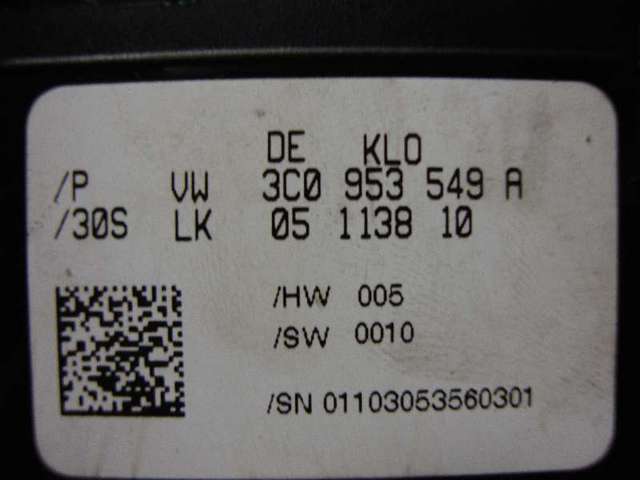 DE KLO
/P VW 3C0 953 549 A
/30S LK 05 1138 10
/HW 005
/SW 0010
/SN 01103053560301